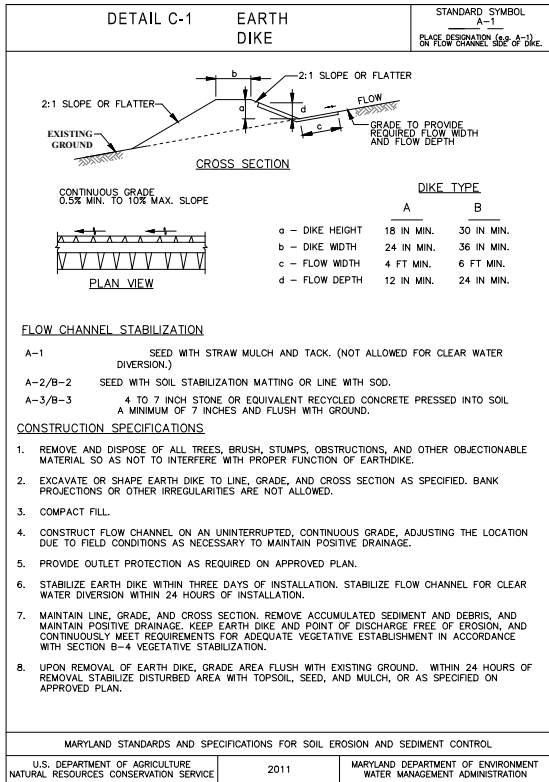 DETAIL C-1 EARTH
DIKE
STANDARD SYMBOL
A-1
PLACE DESIGNATION (e.g. A-1)
ON FLOW CHANNEL SIDE OF DIKE.
b
2:1 SLOPE OR FLATTER
2:1 SLOPE OR FLATTER
a
d
FLOW
EXISTING
GROUND
c
GRADE TO PROVIDE
REQUIRED FLOW WIDTH
AND FLOW DEPTH
CROSS SECTION
CONTINUOUS GRADE
0.5% MIN. TO 10% MAX. SLOPE
PLAN VIEW
DIKE TYPE
A B
a – DIKE HEIGHT 18 IN MIN. 30 IN MIN.
b – DIKE WIDTH 24 IN MIN. 36 IN MIN.
c – FLOW WIDTH 4 FT MIN. 6 FT MIN.
d – FLOW DEPTH 12 IN MIN. 24 IN MIN.
FLOW CHANNEL STABILIZATION
A-1 SEED WITH STRAW MULCH AND TACK. (NOT ALLOWED FOR CLEAR WATER
DIVERSION.)
A-2/B-2 SEED WITH SOIL STABILIZATION MATTING OR LINE WITH SOD.
A-3/B-3 4 TO 7 INCH STONE OR EQUIVALENT RECYCLED CONCRETE PRESSED INTO SOIL
A MINIMUM OF 7 INCHES AND FLUSH WITH GROUND.
CONSTRUCTION SPECIFICATIONS
1. REMOVE AND DISPOSE OF ALL TREES, BRUSH, STUMPS, OBSTRUCTIONS, AND OTHER OBJECTIONABLE
MATERIAL SO AS NOT TO INTERFERE WITH PROPER FUNCTION OF EARTHDIKE.
2. EXCAVATE OR SHAPE EARTH DIKE TO LINE, GRADE, AND CROSS SECTION AS SPECIFIED. BANK
PROJECTIONS OR OTHER IRREGULARITIES ARE NOT ALLOWED.
3. COMPACT FILL.
4. CONSTRUCT FLOW CHANNEL ON AN UNINTERRUPTED, CONTINUOUS GRADE, ADJUSTING THE LOCATION
DUE TO FIELD CONDITIONS AS NECESSARY TO MAINTAIN POSITIVE DRAINAGE.
5. PROVIDE OUTLET PROTECTION AS REQUIRED ON APPROVED PLAN.
6. STABILIZE EARTH DIKE WITHIN THREE DAYS OF INSTALLATION. STABILIZE FLOW CHANNEL FOR CLEAR
WATER DIVERSION WITHIN 24 HOURS OF INSTALLATION.
7. MAINTAIN LINE, GRADE, AND CROSS SECTION. REMOVE ACCUMULATED SEDIMENT AND DEBRIS, AND
MAINTAIN POSITIVE DRAINAGE. KEEP EARTH DIKE AND POINT OF DISCHARGE FREE OF EROSION, AND
CONTINUOUSLY MEET REQUIREMENTS FOR ADEQUATE VEGETATIVE ESTABLISHMENT IN ACCORDANCE
WITH SECTION B-4 VEGETATIVE STABILIZATION.
8. UPON REMOVAL OF EARTH DIKE, GRADE AREA FLUSH WITH EXISTING GROUND. WITHIN 24 HOURS OF
REMOVAL STABILIZE DISTURBED AREA WITH TOPSOIL, SEED, AND MULCH, OR AS SPECIFIED ON
APPROVED PLAN.
MARYLAND STANDARDS AND SPECIFICATIONS FOR SOIL EROSION AND SEDIMENT CONTROL
U.S. DEPARTMENT OF AGRICULTURE
NATURAL RESOURCES CONSERVATION SERVICE
2011
MARYLAND DEPARTMENT OF ENVIRONMENT
WATER MANAGEMENT ADMINISTRATION